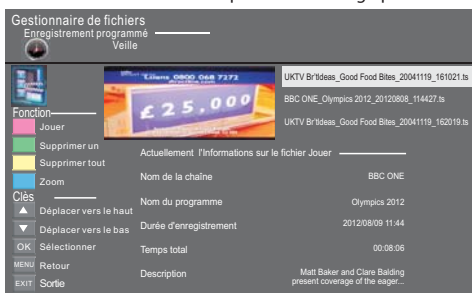 Gestionnaire de fichiers
Enregistrement programmé
Veille
Fonction
Jouer
Supprimer un
Supprimer tout
Zoom
Clès
Déplacer vers le haut
Déplacer vers le bas
OK Sélectionner
MENU Retour
EXIT Sortie
0800 068 7272
£25,000
UKTV Br'tIdeas_Good Food Bites_20041119_161021.ts
BBC ONE_Olympics 2012_20120808_114427.ts
UKTV Br'tIdeas_Good Food Bites_20041119_162019.ts
Actuellement l'Informations sur le fichier Jouer
Nom de la chaîne BBC ONE
Nom du programme Olympics 2012
Durée d'enregistrement 2012/08/09 11:44
Temps total 00:08:06
Description Matt Baker and Clare Balding
present coverage of the eager...